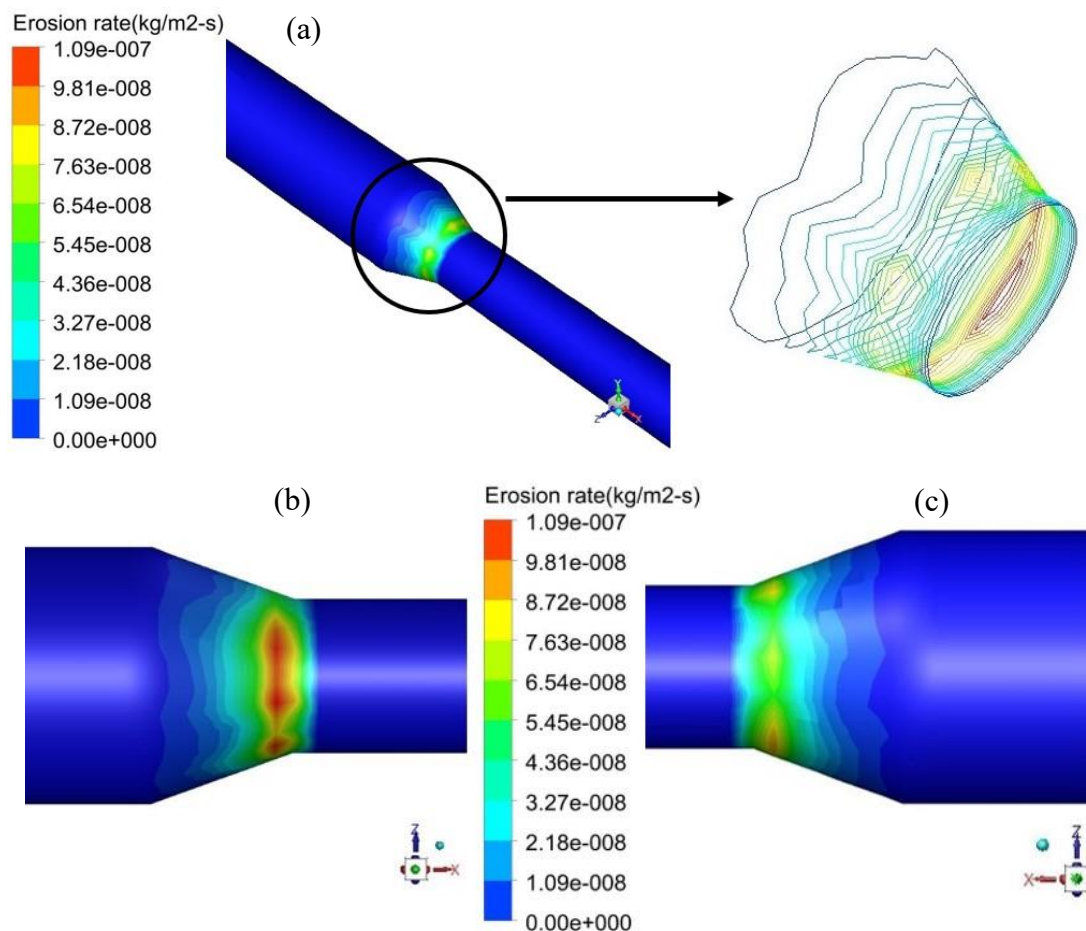 Erosion rate(kg/m2-s)
(a)
1.09e-007
9.81e-008
8.72e-008
7.63e-008
6.54e-008
5.45e-008
4.36e-008
3.27e-008
2.18e-008
1.09e-008
0.00e+000
Y
Z
X
(b)
Z
X
Erosion rate(kg/m2-s)
(c)
1.09e-007
9.81e-008
8.72e-008
7.63e-008
6.54e-008
5.45e-008
4.36e-008
3.27e-008
2.18e-008
1.09e-008
0.00e+000
Z
X